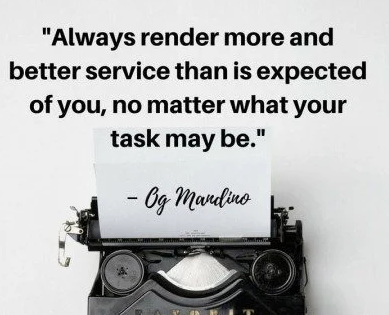 "Always render more and
better service than is expected
of you, no matter what your
task may be."
– Og Mandino